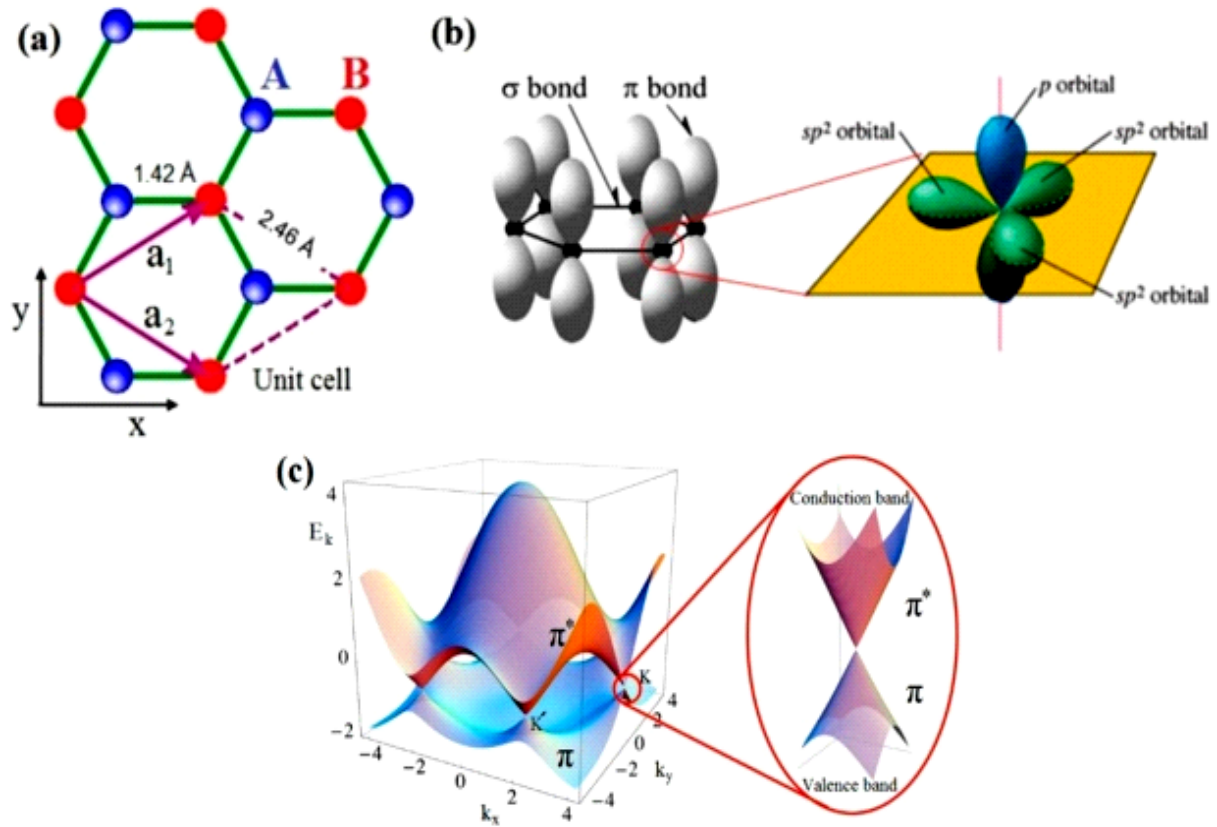 (a)
A
B
1.42 Å
2.46 Å
a1
a2
y
x
Unit cell
(b)
σ bond
π bond
p orbital
sp² orbital
sp² orbital
sp² orbital
(c)
4
Ek
2
0
−2
−4
−2
0
2
4
kx
−4
−2
0
2
4
ky
π*
π
K'
K
Conduction band
π*
π
Valence band